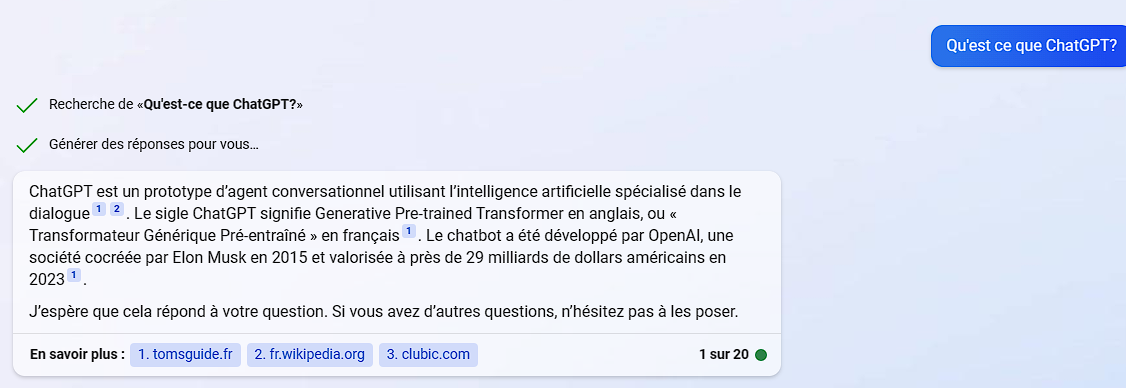 Qu'est ce que ChatGPT?
Recherche de «Qu'est-ce que ChatGPT?»
Générer des réponses pour vous…
ChatGPT est un prototype d’agent conversationnel utilisant l’intelligence artificielle spécialisé dans le
dialogue 1 2 . Le sigle ChatGPT signifie Generative Pre-trained Transformer en anglais, ou «
Transformateur Générique Pré-entraîné » en français 1 . Le chatbot a été développé par OpenAI, une
société cocréée par Elon Musk en 2015 et valorisée à près de 29 milliards de dollars américains en
2023 1 .
J’espère que cela répond à votre question. Si vous avez d’autres questions, n’hésitez pas à les poser.
En savoir plus : 1. tomsguide.fr 2. fr.wikipedia.org 3. clubic.com 1 sur 20